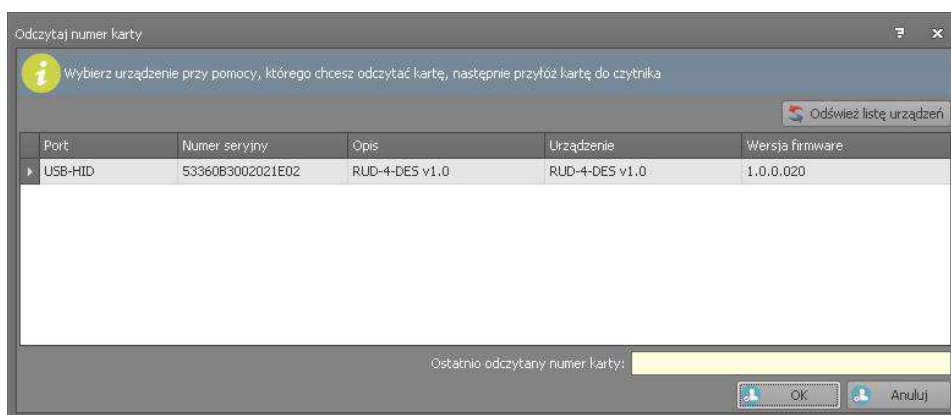 Odczytaj numer karty
Wybierz urządzenie przy pomocy, którego chcesz odczytać kartę, następnie przyłóż kartę do czytnika
Odśwież listę urządzeń
Port Numer seryjny Opis Urządzenie Wersja firmware
USB-HID 53360B3002021E02 RUD-4-DES v1.0 RUD-4-DES v1.0 1.0.0.020
Ostatnio odczytany numer karty:
OK Anuluj